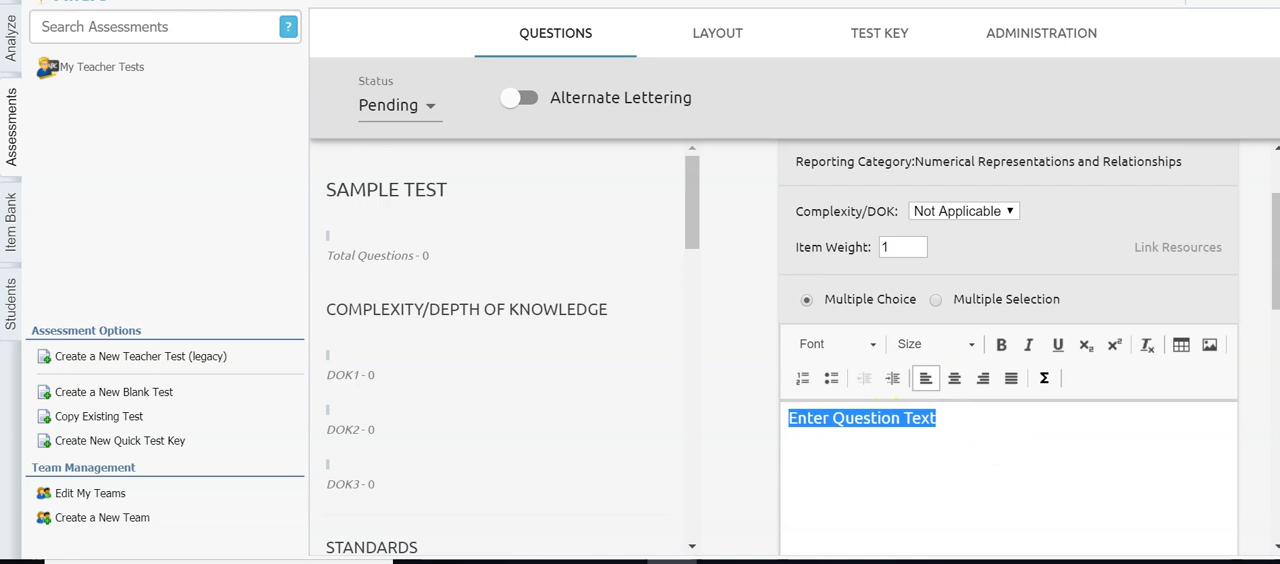 Search Assessments
?
My Teacher Tests
Analyze
Assessments
Item Bank
Students
Assessment Options
Create a New Teacher Test (legacy)
Create a New Blank Test
Copy Existing Test
Create New Quick Test Key
Team Management
Edit My Teams
Create a New Team
QUESTIONS LAYOUT TEST KEY ADMINISTRATION
Status
Pending
Alternate Lettering
SAMPLE TEST
Total Questions - 0
COMPLEXITY/DEPTH OF KNOWLEDGE
DOK1 - 0
DOK2 - 0
DOK3 - 0
STANDARDS
Reporting Category:Numerical Representations and Relationships
Complexity/DOK: Not Applicable
Item Weight: 1 Link Resources
Multiple Choice Multiple Selection
Font Size B I U x₂ x² Tx
Σ
Enter Question Text